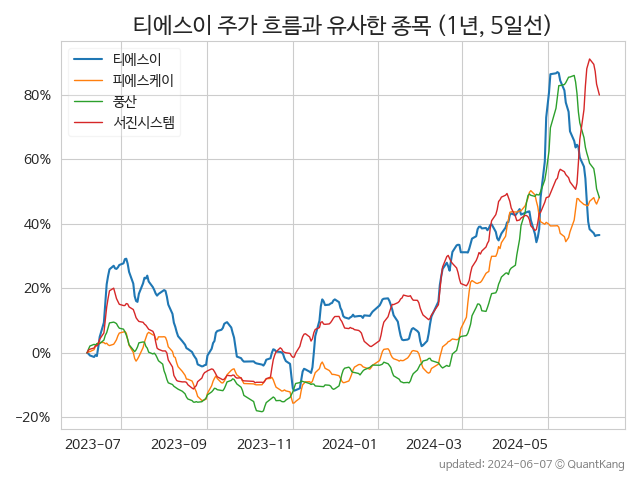 티에스이 주가 흐름과 유사한 종목 (1년, 5일선)
티에스이
피에스케이
풍산
서진시스템
80%
60%
40%
20%
0%
−20%
2023-07 2023-09 2023-11 2024-01 2024-03 2024-05
updated: 2024-06-07 © QuantKang